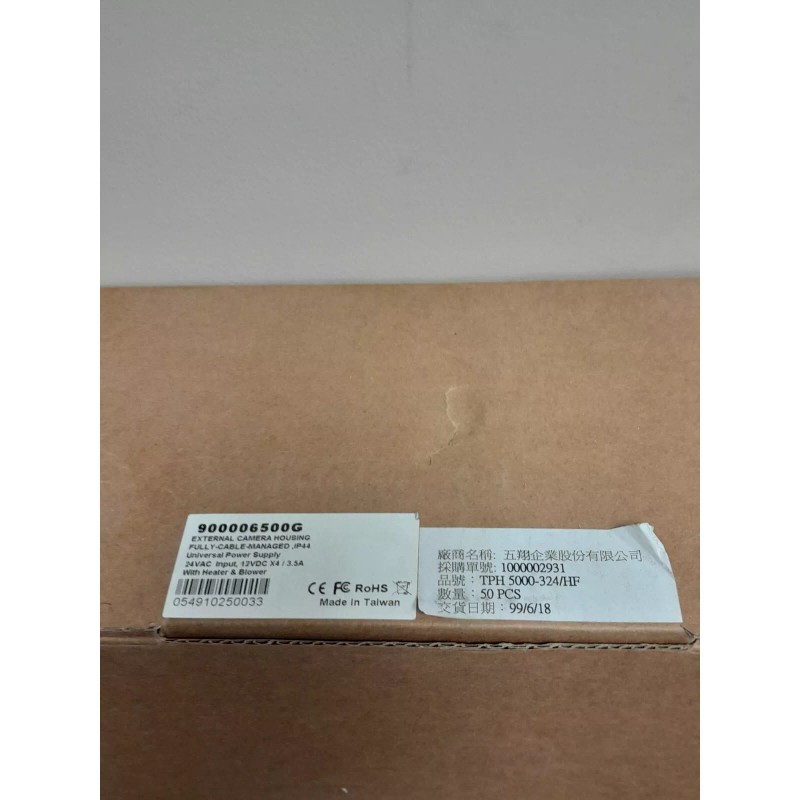 900006500G
EXTERNAL CAMERA HOUSING
FULLY-CABLE-MANAGED ,IP44
Universal Power Supply
24VAC Input, 12VDC X4 / 3.5A
With Heater & Blower
054910250033
CE FC RoHS
Made in Taiwan
廠商名稱: 五翔企業股份有限公司
採購單號: 1000002931
品號：TPH 5000-324/HF
數量：50 PCS
交貨日期：99/6/18